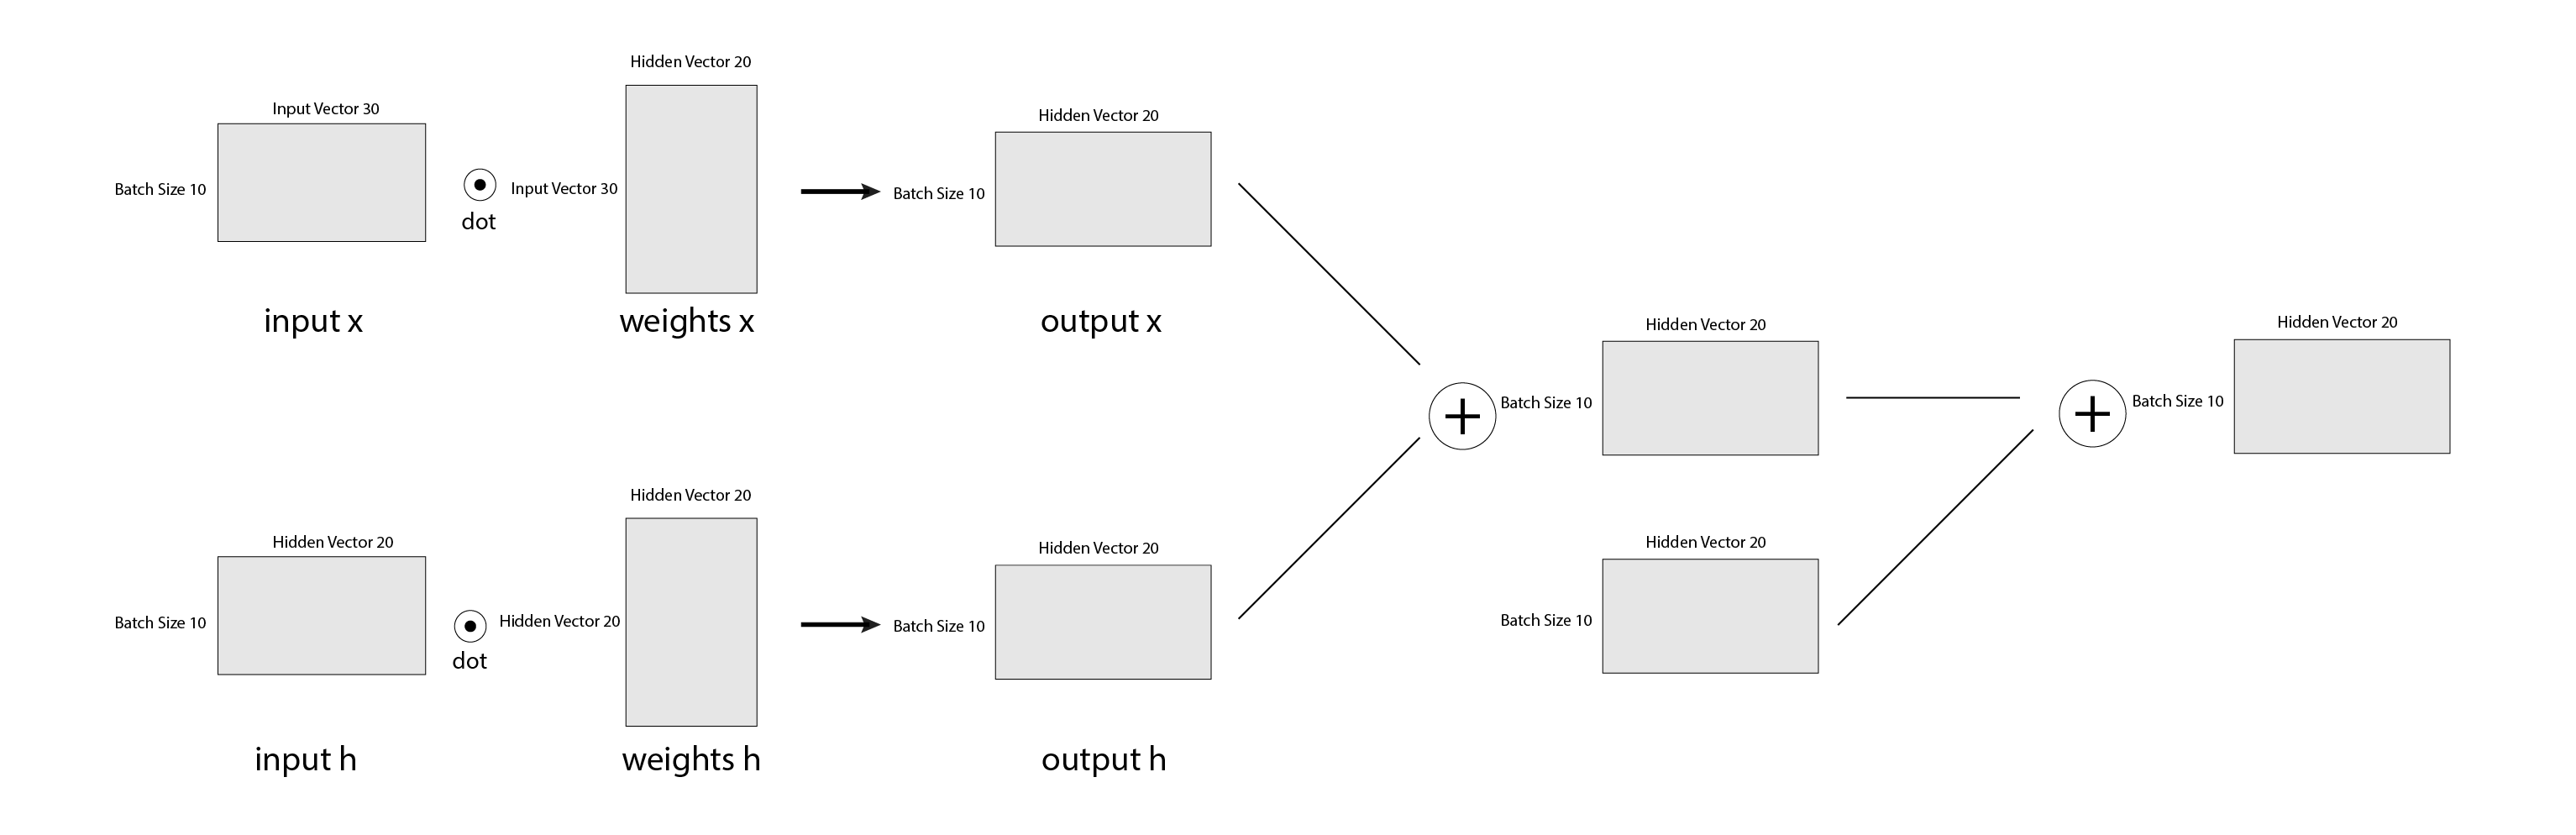 Hidden Vector 20
Input Vector 30
Batch Size 10
dot
Input Vector 30
Hidden Vector 20
Batch Size 10
input x
weights x
output x
Hidden Vector 20
Batch Size 10
Hidden Vector 20
Batch Size 10
Hidden Vector 20
Hidden Vector 20
Batch Size 10
dot
Hidden Vector 20
Hidden Vector 20
Batch Size 10
Hidden Vector 20
Batch Size 10
input h
weights h
output h